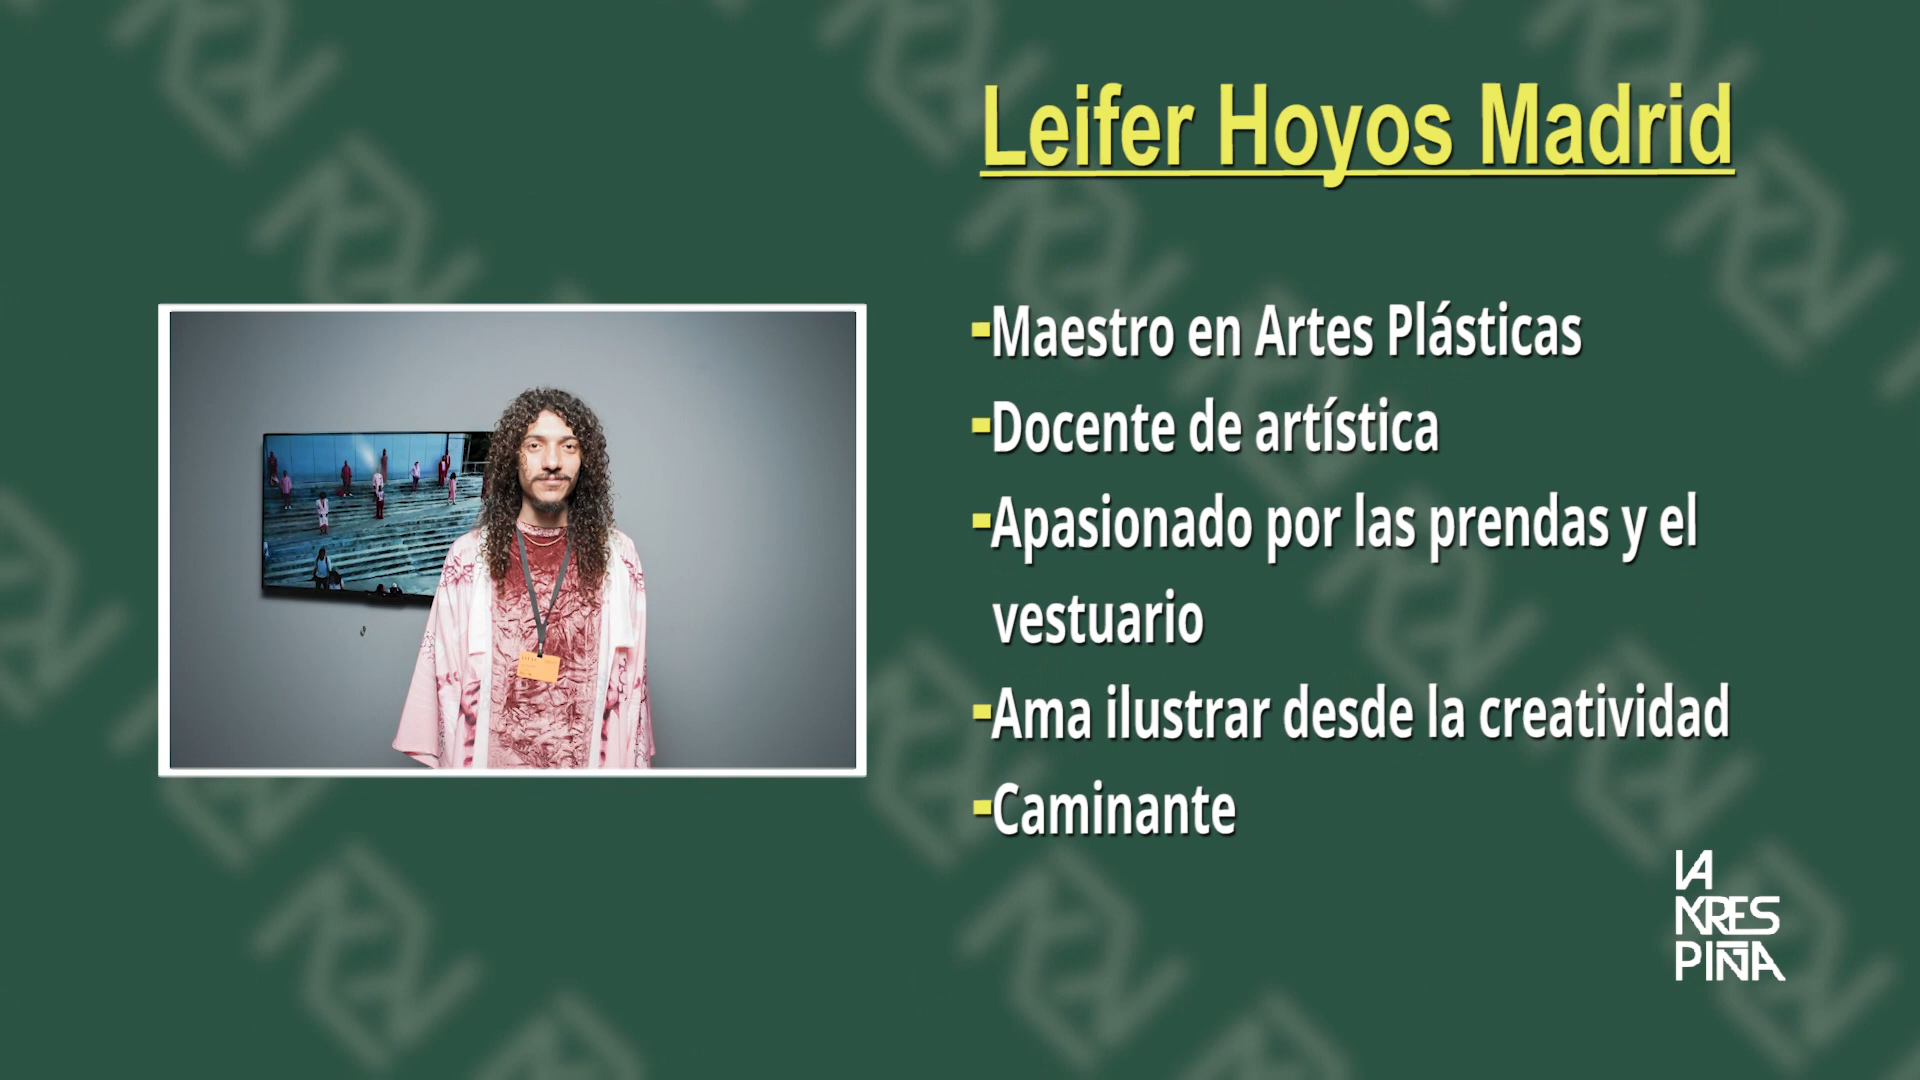 Leifer Hoyos Madrid
Maestro en Artes Plásticas
Docente de artística
Apasionado por las prendas y el
vestuario
Ama ilustrar desde la creatividad
Caminante
LA
KRES
PIÑA